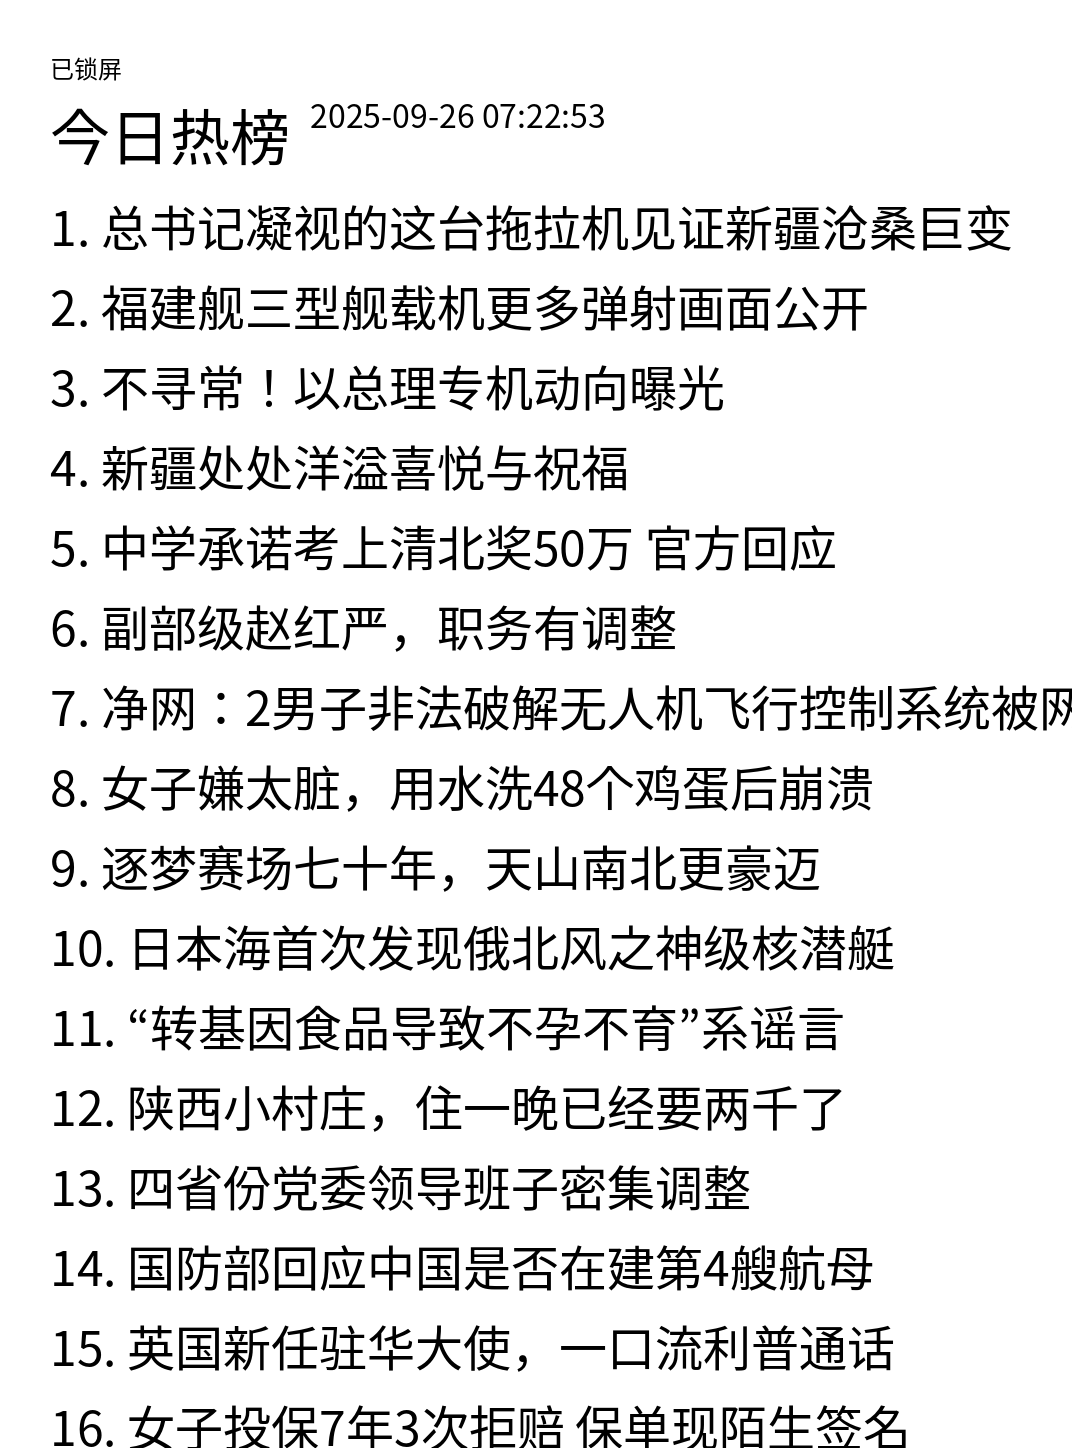 已锁屏
今日热榜 2025-09-26 07:22:53
1. 总书记凝视的这台拖拉机见证新疆沧桑巨变
2. 福建舰三型舰载机更多弹射画面公开
3. 不寻常！以总理专机动向曝光
4. 新疆处处洋溢喜悦与祝福
5. 中学承诺考上清北奖50万 官方回应
6. 副部级赵红严，职务有调整
7. 净网：2男子非法破解无人机飞行控制系统被网
8. 女子嫌太脏，用水洗48个鸡蛋后崩溃
9. 逐梦赛场七十年，天山南北更豪迈
10. 日本海首次发现俄北风之神级核潜艇
11. “转基因食品导致不孕不育”系谣言
12. 陕西小村庄，住一晚已经要两千了
13. 四省份党委领导班子密集调整
14. 国防部回应中国是否在建第4艘航母
15. 英国新任驻华大使，一口流利普通话
16. 女子投保7年3次拒赔 保单现陌生签名